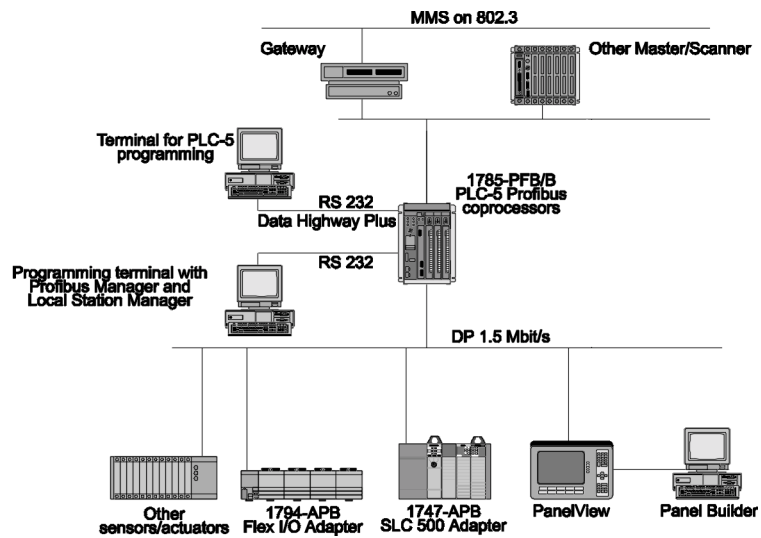 MMS on 802.3
Gateway
Other Master/Scanner
Terminal for PLC-5
programming
1785-PFB/B
PLC-5 Profibus
coprocessors
RS 232
Data Highway Plus
RS 232
Programming terminal with
Profibus Manager and
Local Station Manager
DP 1.5 Mbit/s
Other
sensors/actuators
1794-APB
Flex I/O Adapter
1747-APB
SLC 500 Adapter
PanelView
Panel Builder